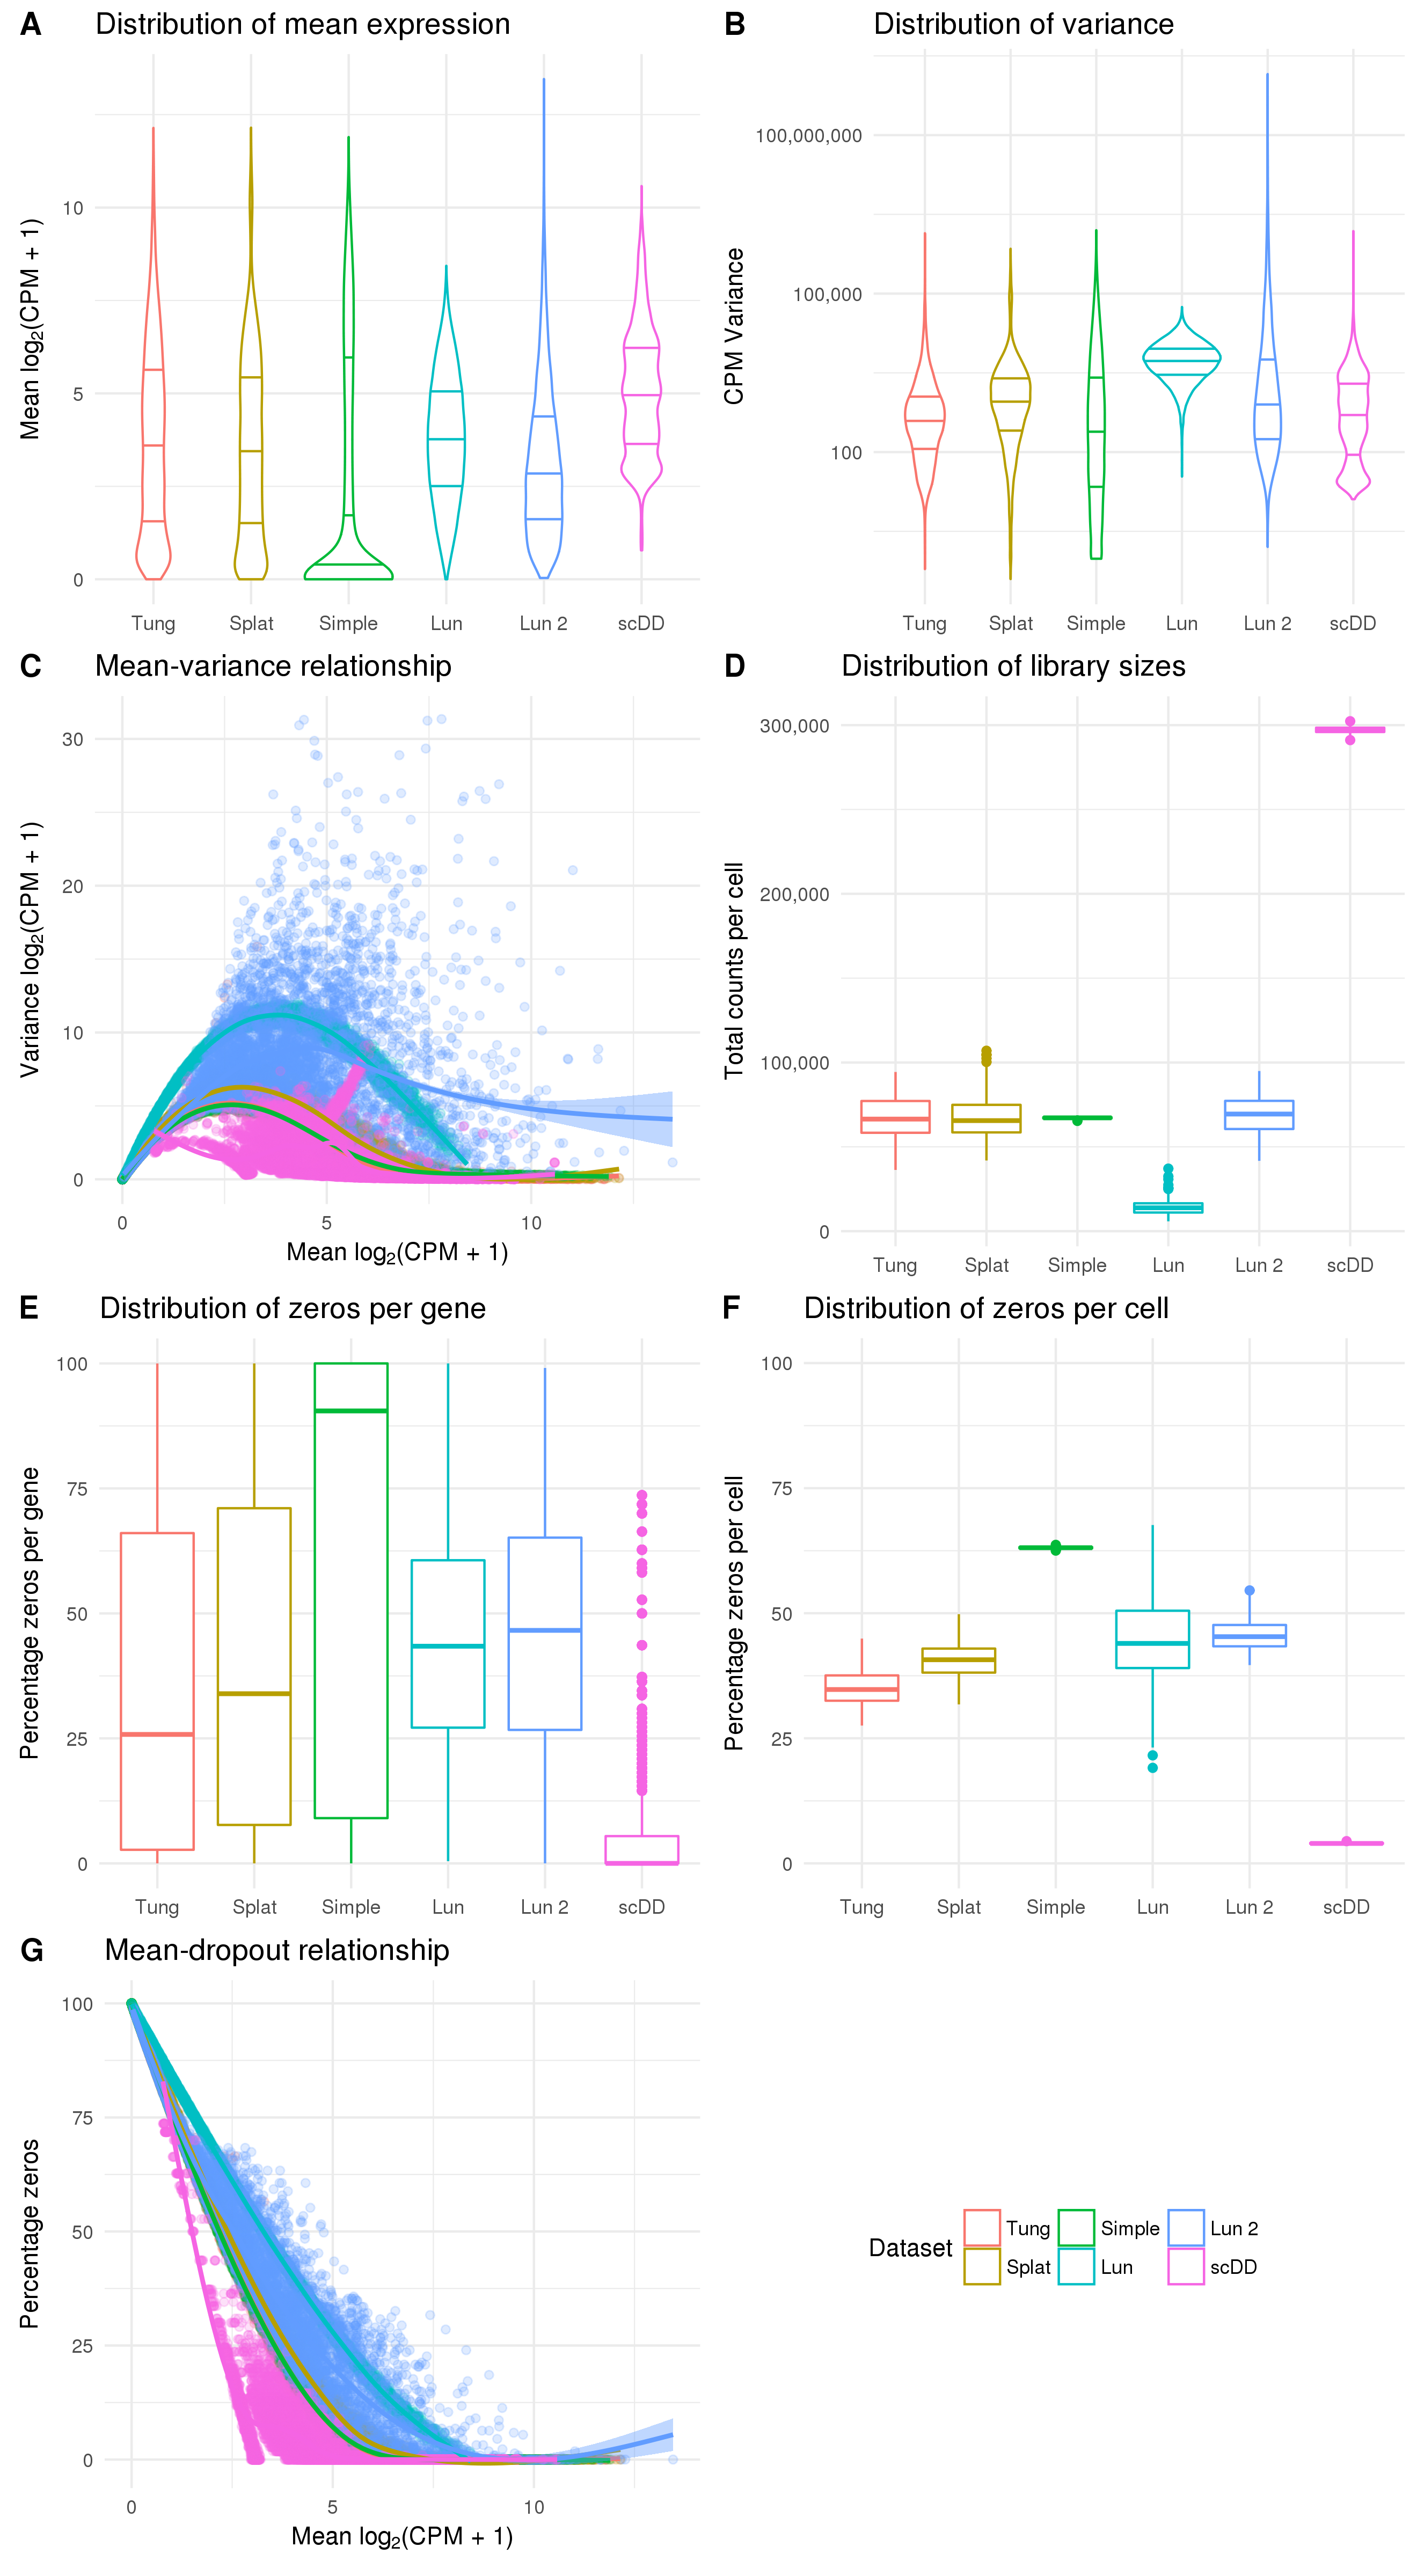 A Distribution of mean expression
Mean log2(CPM + 1)
10
5
0
Tung Splat Simple Lun Lun 2 scDD
B Distribution of variance
CPM Variance
100,000,000
100,000
100
Tung Splat Simple Lun Lun 2 scDD
C Mean-variance relationship
Variance log2(CPM + 1)
30
20
10
0
0 5 10
Mean log2(CPM + 1)
D Distribution of library sizes
Total counts per cell
300,000
200,000
100,000
0
Tung Splat Simple Lun Lun 2 scDD
E Distribution of zeros per gene
Percentage zeros per gene
100
75
50
25
0
Tung Splat Simple Lun Lun 2 scDD
F Distribution of zeros per cell
Percentage zeros per cell
100
75
50
25
0
Tung Splat Simple Lun Lun 2 scDD
G Mean-dropout relationship
Percentage zeros
100
75
50
25
0
0 5 10
Mean log2(CPM + 1)
Dataset
Tung Simple Lun 2
Splat Lun scDD